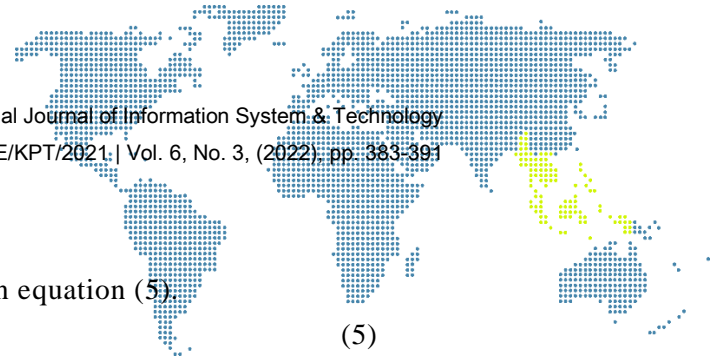 al Journal of Information System & Technology
E/KPT/2021 | Vol. 6, No. 3, (2022), pp. 383-391
n equation (5).
(5)